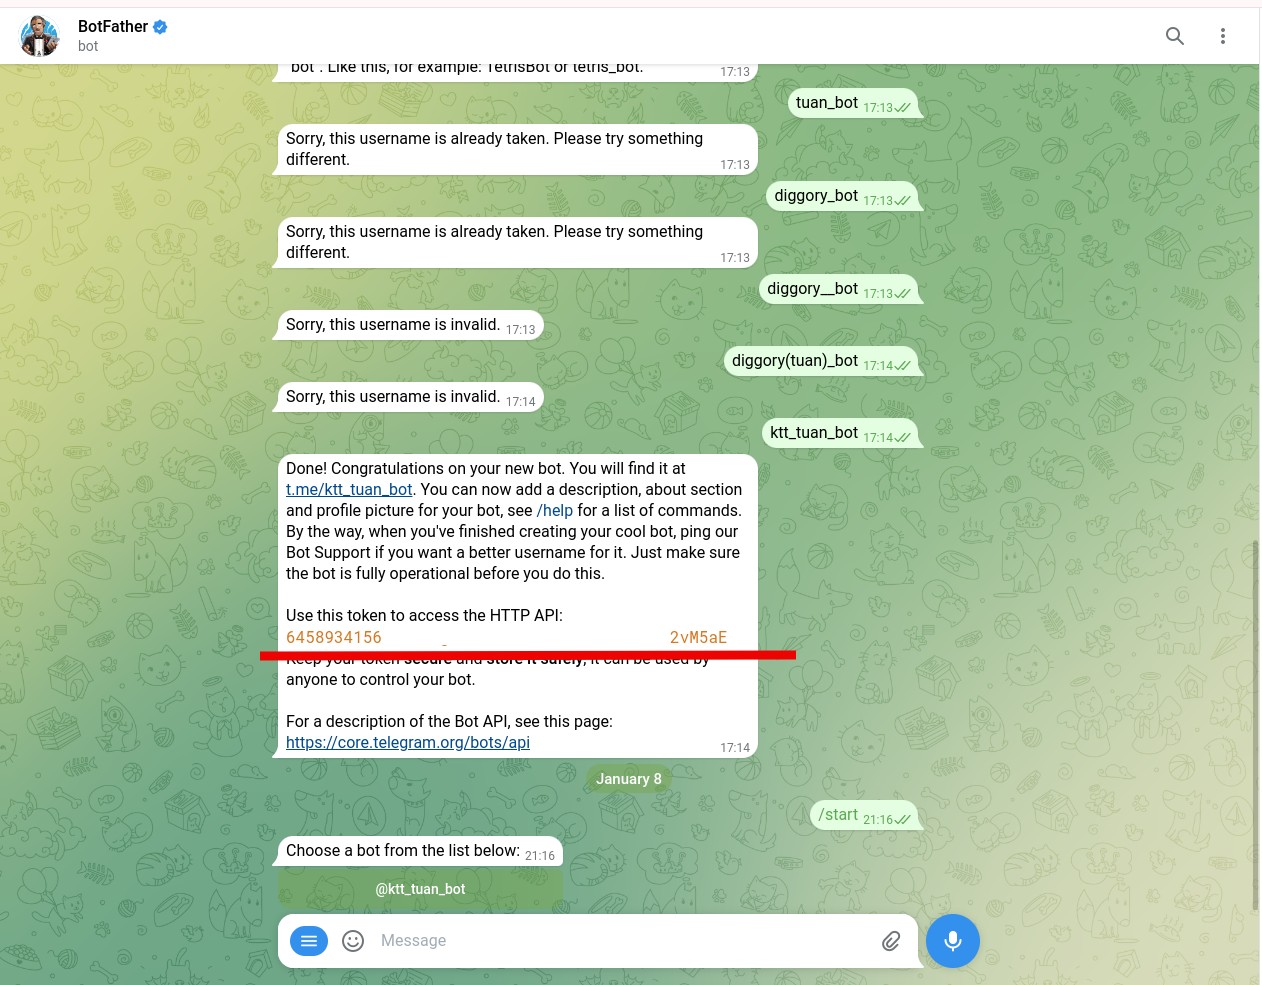 BotFather
bot
bot`. Like this, for example: TetrisBot or tetris_bot.
17:13
tuan_bot 17:13
Sorry, this username is already taken. Please try something
different.
17:13
diggory_bot 17:13
Sorry, this username is already taken. Please try something
different.
17:13
diggory__bot 17:13
Sorry, this username is invalid. 17:13
diggory(tuan)_bot 17:14
Sorry, this username is invalid. 17:14
ktt_tuan_bot 17:14
Done! Congratulations on your new bot. You will find it at
t.me/ktt_tuan_bot. You can now add a description, about section
and profile picture for your bot, see /help for a list of commands.
By the way, when you've finished creating your cool bot, ping our
Bot Support if you want a better username for it. Just make sure
the bot is fully operational before you do this.
Use this token to access the HTTP API:
6458934156 2vM5aE
Keep your token secure and store it safely, it can be used by
anyone to control your bot.
For a description of the Bot API, see this page:
https://core.telegram.org/bots/api
17:14
January 8
/start 21:16
Choose a bot from the list below: 21:16
@ktt_tuan_bot
Message